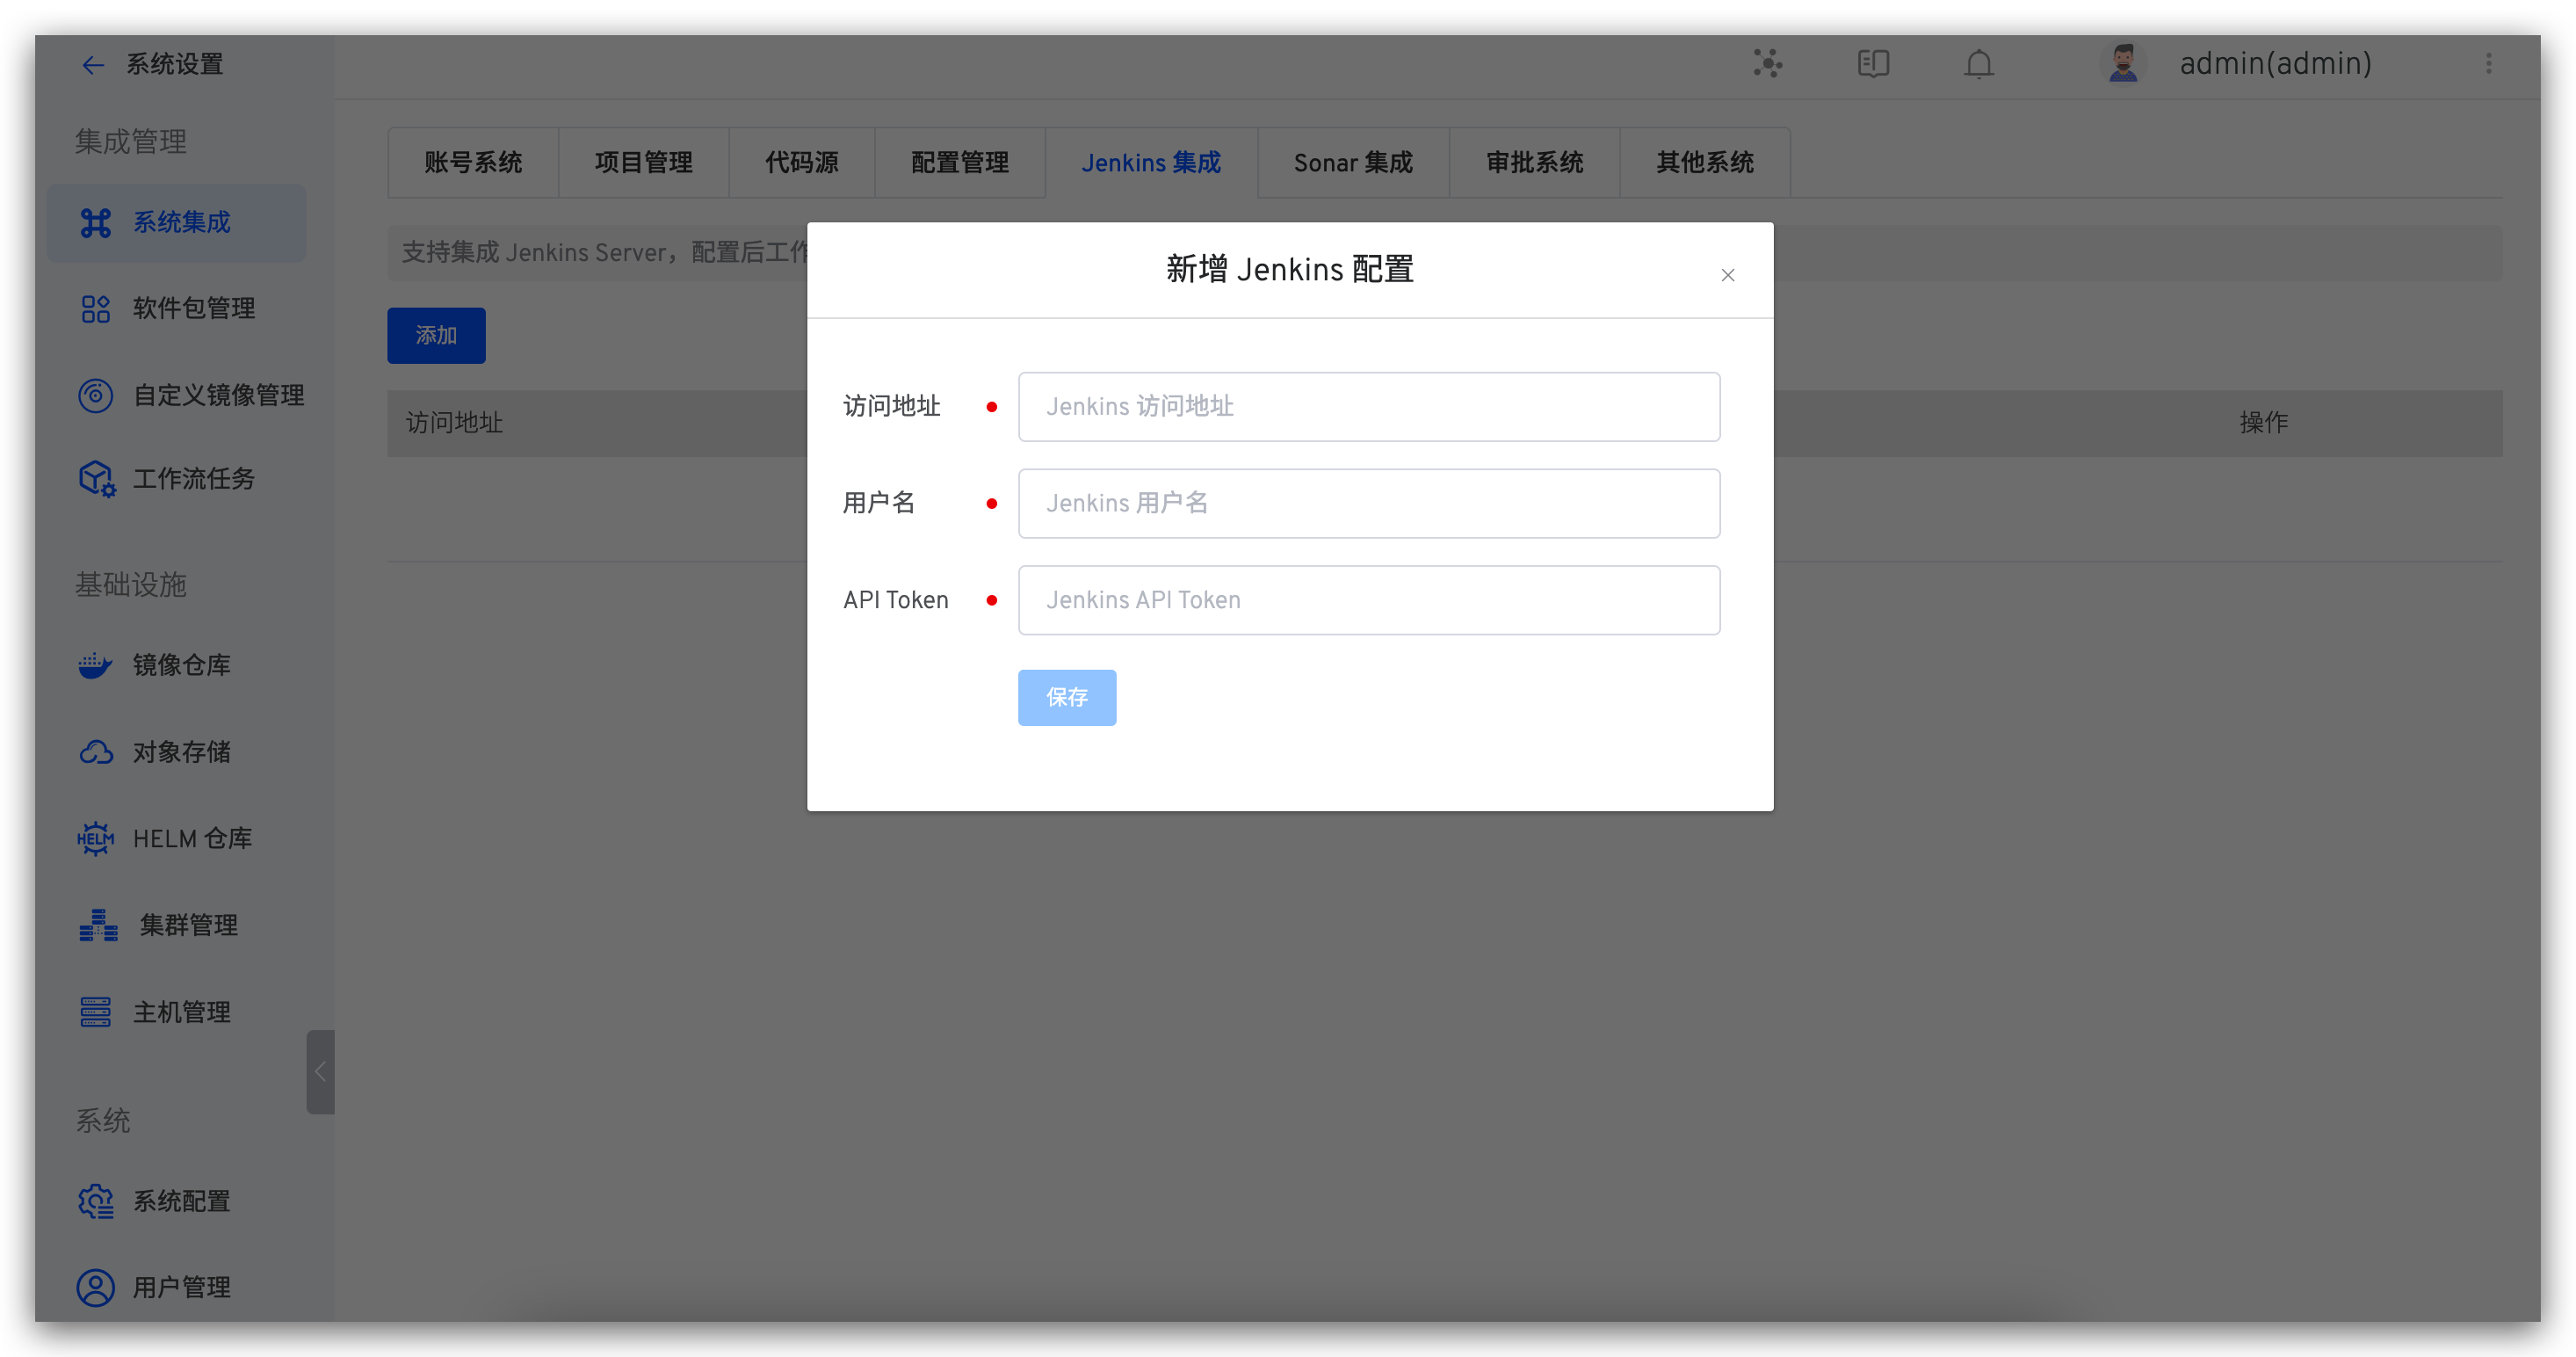 系统设置
admin(admin)
集成管理
系统集成
软件包管理
自定义镜像管理
工作流任务
基础设施
镜像仓库
对象存储
HELM
HELM 仓库
集群管理
主机管理
系统
系统配置
用户管理
账号系统
项目管理
代码源
配置管理
Jenkins 集成
Sonar 集成
审批系统
其他系统
支持集成 Jenkins Server，配置后工作
添加
访问地址
操作
新增 Jenkins 配置
访问地址
Jenkins 访问地址
用户名
Jenkins 用户名
API Token
Jenkins API Token
保存